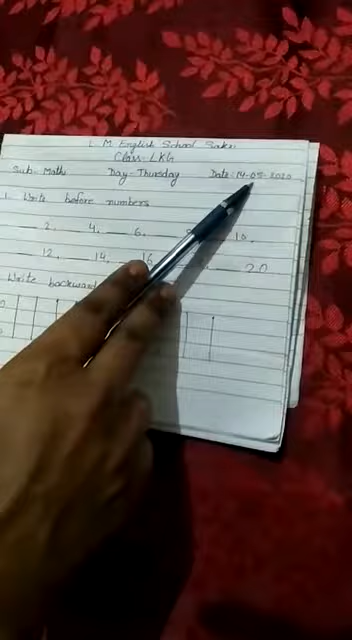 L. M. English School Sakri
Class:- LKG
Sub- Maths Day- Thursday Date:-14-05-2020
1. Write before numbers
2, 4, 6, 10
12, 14, 16 20
Write backward